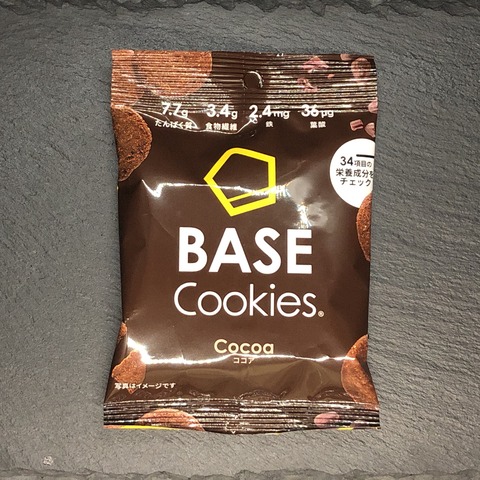 7.7g 3.4g 2.4mg 36μg
たんぱく質 食物繊維 鉄 葉酸
34項目の
栄養成分を
チェック
BASE
Cookies®
Cocoa
ココア
写真はイメージです